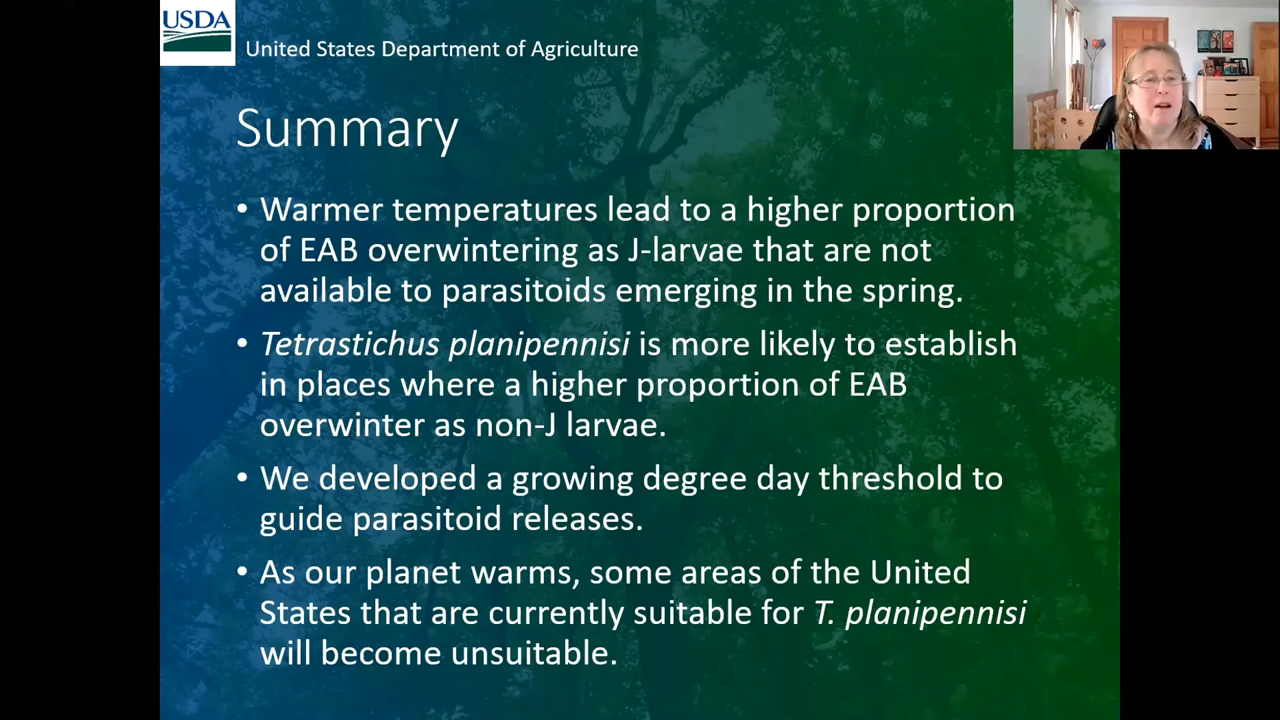 USDA
United States Department of Agriculture
Summary
• Warmer temperatures lead to a higher proportion
of EAB overwintering as J-larvae that are not
available to parasitoids emerging in the spring.
• Tetrastichus planipennisi is more likely to establish
in places where a higher proportion of EAB
overwinter as non-J larvae.
• We developed a growing degree day threshold to
guide parasitoid releases.
• As our planet warms, some areas of the United
States that are currently suitable for T. planipennisi
will become unsuitable.